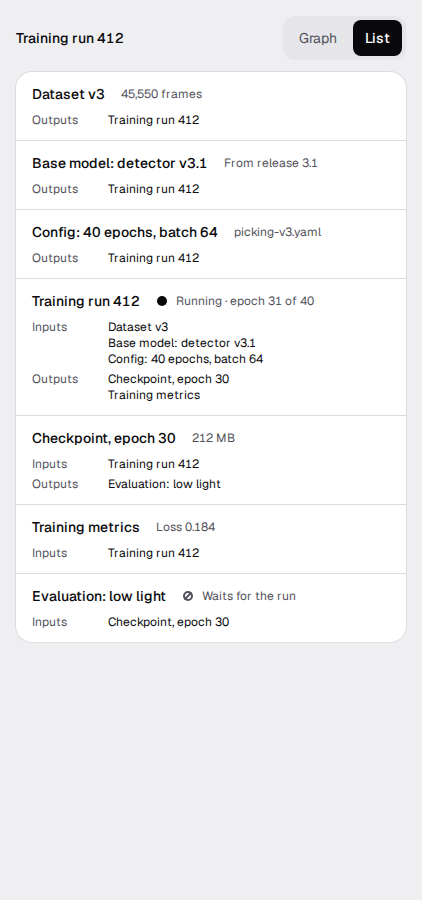 Training run 412
Graph
List
Dataset v3 45,550 frames
Outputs Training run 412
Base model: detector v3.1 From release 3.1
Outputs Training run 412
Config: 40 epochs, batch 64 picking-v3.yaml
Outputs Training run 412
Training run 412 Running · epoch 31 of 40
Inputs Dataset v3
Base model: detector v3.1
Config: 40 epochs, batch 64
Outputs Checkpoint, epoch 30
Training metrics
Checkpoint, epoch 30 212 MB
Inputs Training run 412
Outputs Evaluation: low light
Training metrics Loss 0.184
Inputs Training run 412
Evaluation: low light Waits for the run
Inputs Checkpoint, epoch 30